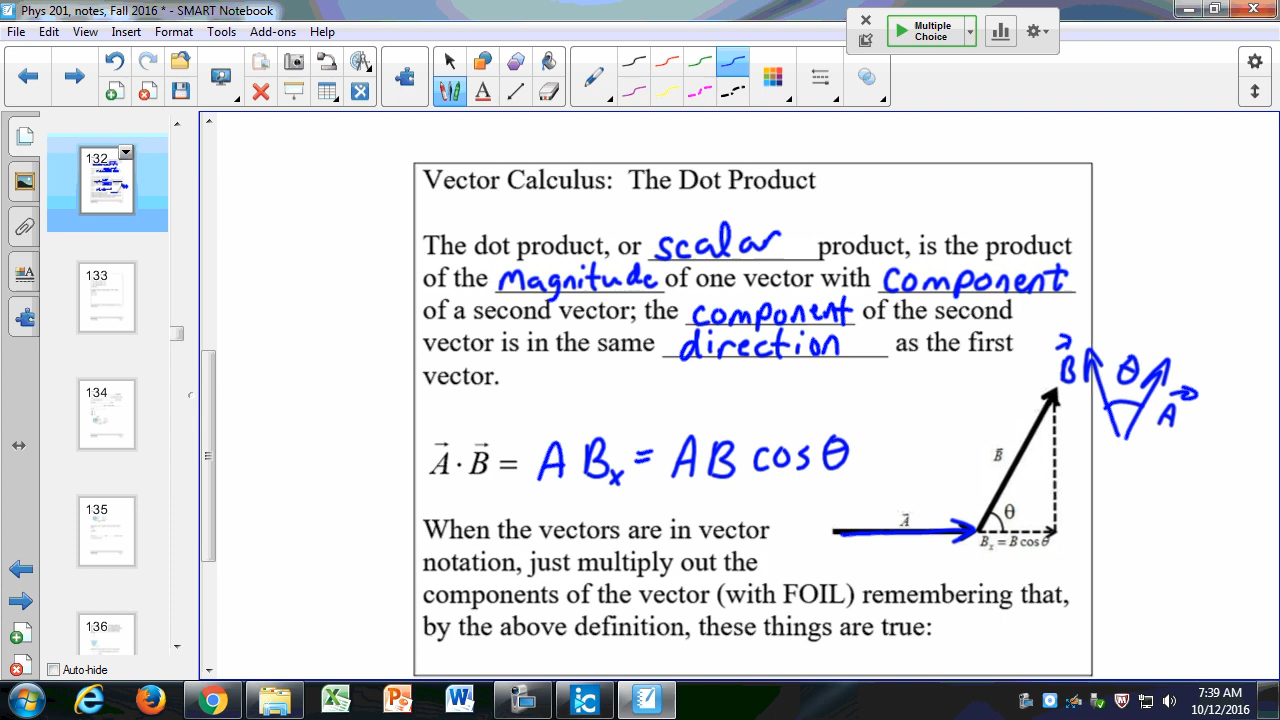 Phys 201, notes, Fall 2016 * - SMART Notebook
File Edit View Insert Format Tools Add-ons Help
Multiple
Choice
132
133
134
135
136
Auto-hide
Vector Calculus: The Dot Product
The dot product, or scalar product, is the product
of the magnitude of one vector with component
of a second vector; the component of the second
vector is in the same direction as the first
vector.
B⃗ θ A⃗
A⃗ · B⃗ = A Bₓ = A B cos θ
B⃗
θ
A⃗
Bₓ = B cos θ
When the vectors are in vector
notation, just multiply out the
components of the vector (with FOIL) remembering that,
by the above definition, these things are true:
7:39 AM
10/12/2016